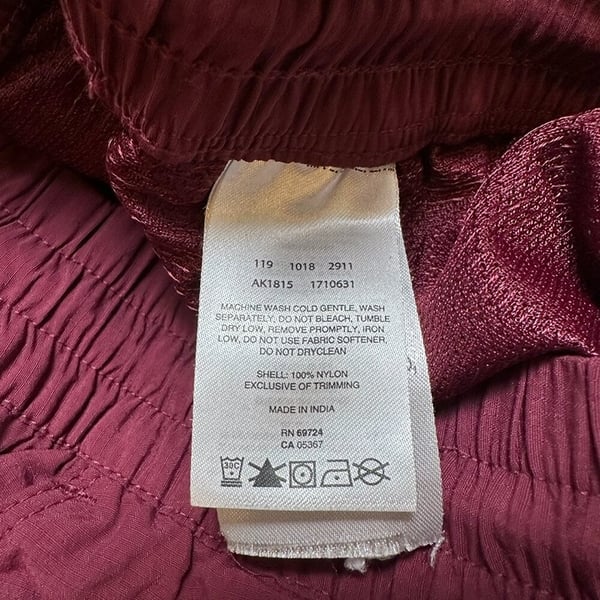 119 1018 2911
AK1815 1710631
MACHINE WASH COLD GENTLE, WASH
SEPARATELY, DO NOT BLEACH, TUMBLE
DRY LOW, REMOVE PROMPTLY, IRON
LOW, DO NOT USE FABRIC SOFTENER,
DO NOT DRYCLEAN
SHELL: 100% NYLON
EXCLUSIVE OF TRIMMING
MADE IN INDIA
RN 69724
CA 05367
30C